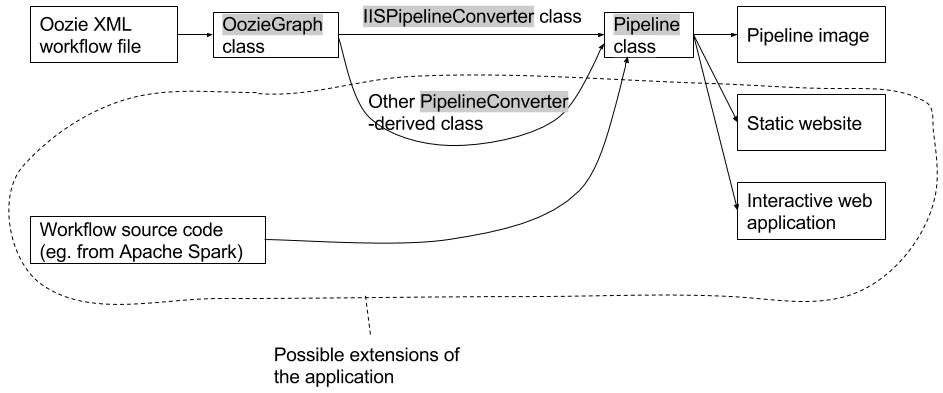 Oozie XML
workflow file
OozieGraph
class
IISPipelineConverter class
Pipeline
class
Pipeline image
Other PipelineConverter
-derived class
Static website
Interactive web
application
Workflow source code
(eg. from Apache Spark)
Possible extensions of
the application